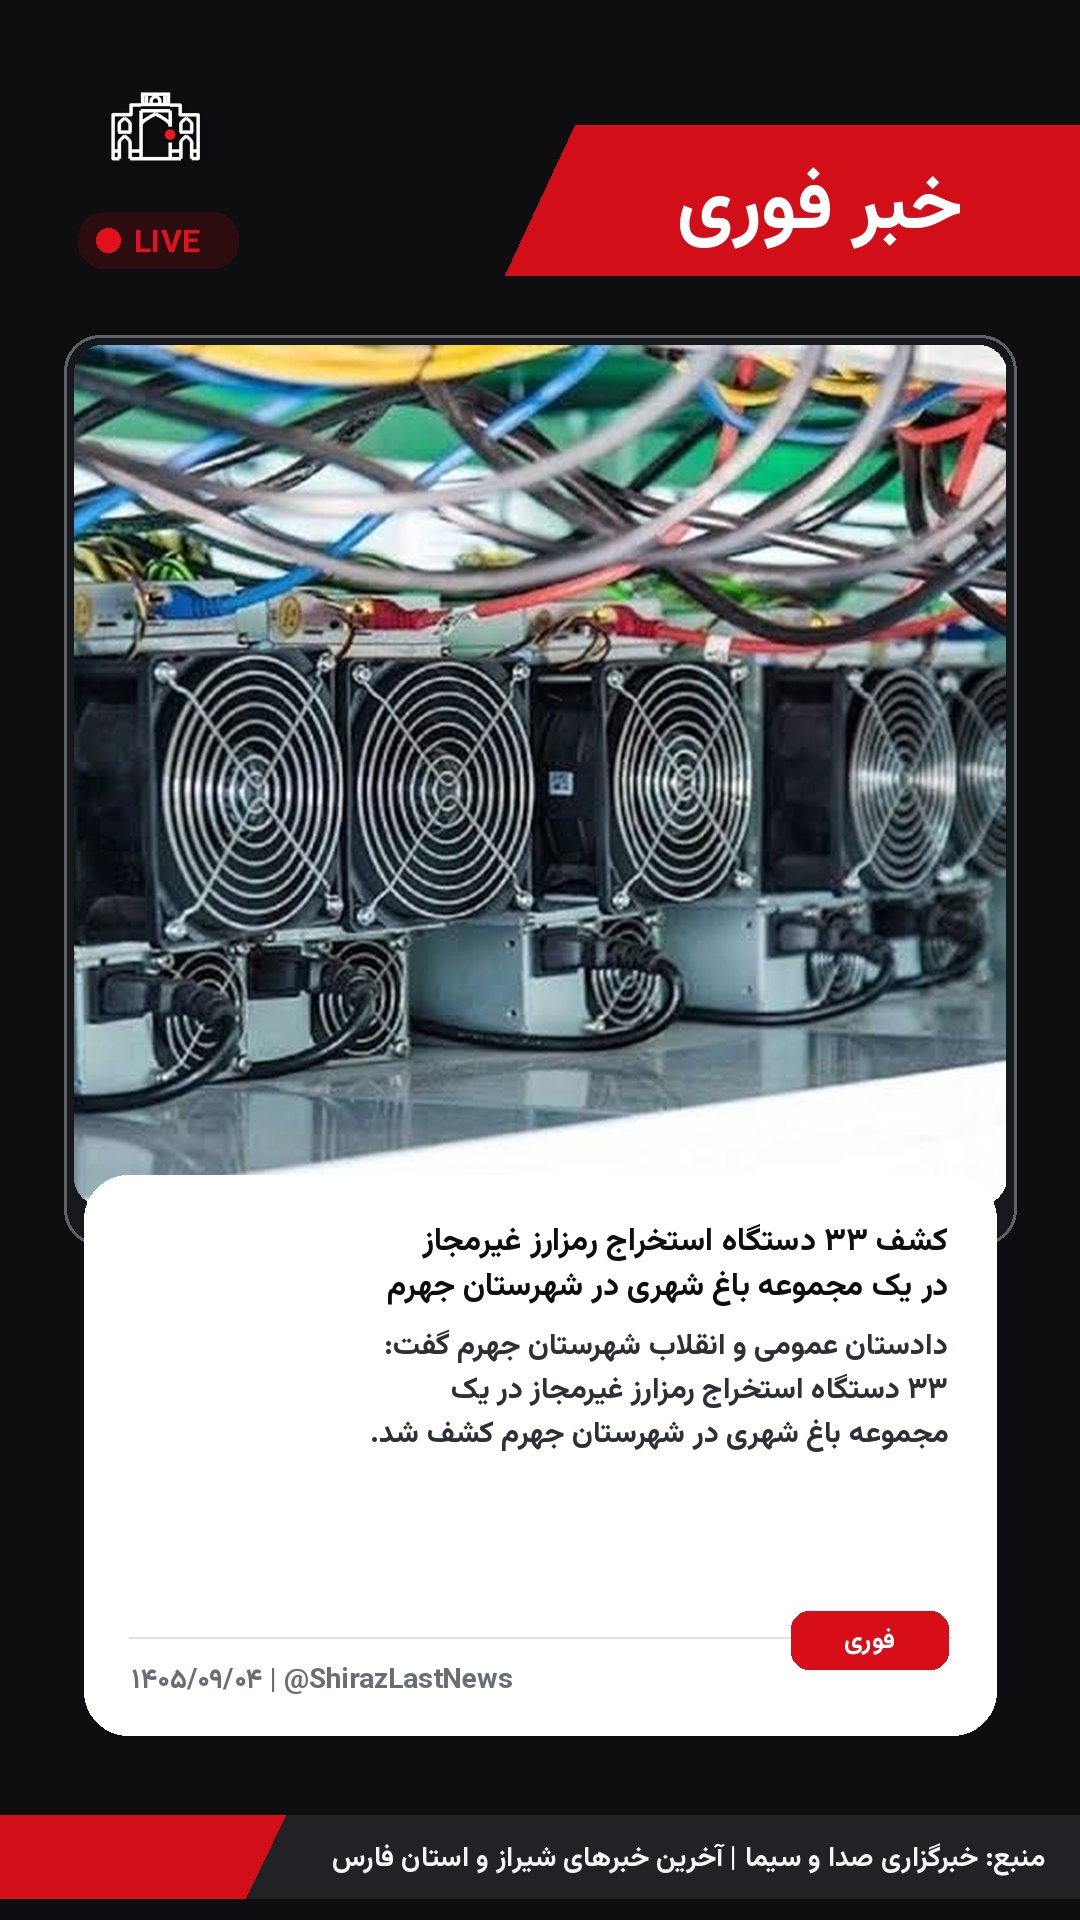 خبر فوری
LIVE
کشف ۳۳ دستگاه استخراج رمزارز غیرمجاز
در یک مجموعه باغ شهری در شهرستان جهرم
دادستان عمومی و انقلاب شهرستان جهرم گفت:
۳۳ دستگاه استخراج رمزارز غیرمجاز در یک
مجموعه باغ شهری در شهرستان جهرم کشف شد.
فوری
۱۴۰۵/۰۹/۰۴ | @ShirazLastNews
منبع: خبرگزاری صدا و سیما | آخرین خبرهای شیراز و استان فارس